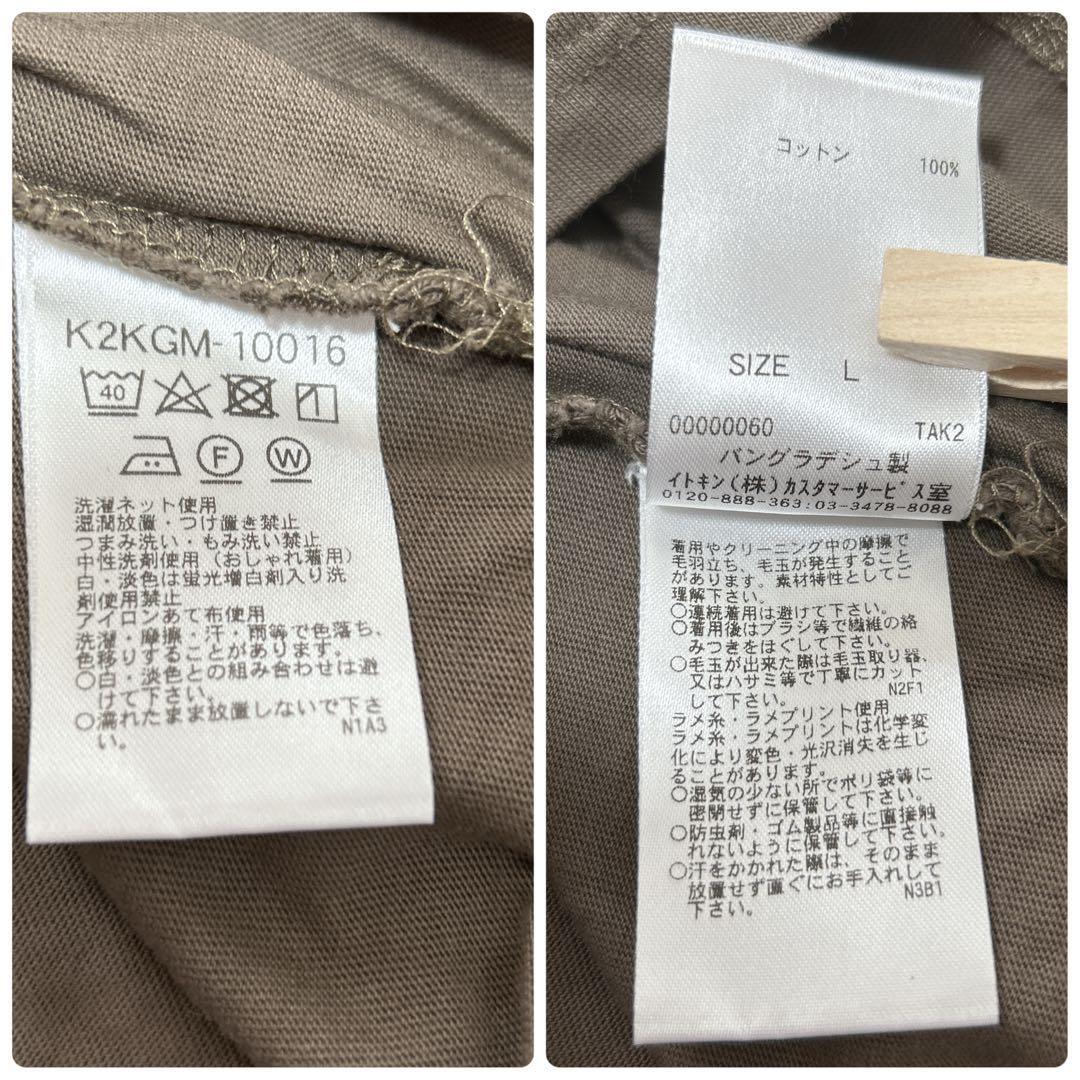 K2KGM-10016
40
F W
洗濯ネット使用
湿潤放置・つけ置き禁止
つまみ洗い・もみ洗い禁止
中性洗剤使用(おしゃれ着用)
白・淡色は蛍光増白剤入り洗
剤使用禁止
アイロンあて布使用
洗濯・摩擦・汗・雨等で色落ち、
色移りすることがあります。
○白・淡色との組み合わせは避
けて下さい。
○濡れたまま放置しないで下さ
い。
N1A3
コットン 100%
SIZE L
00000060 TAK2
バングラデシュ製
イトキン(株)カスタマーサービス室
0120-888-363:03-3478-8088
着用やクリーニング中の摩擦で
毛羽立ち、毛玉が発生すること
があります。素材特性としてご
理解下さい。
○連続着用は避けて下さい。
○着用後はブラシ等で繊維の絡
みつきをほぐして下さい。
○毛玉が出来た際は毛玉取り器、
又はハサミ等で丁寧にカット
して下さい。
N2F1
ラメ糸・ラメプリント使用
ラメ糸・ラメプリントは化学変
化により変色・光沢消失を生じ
ることがあります。
○湿気の少ない所でポリ袋等に
密閉せずに保管して下さい。
○防虫剤・ゴム製品等に直接触
れないように保管して下さい。
○汗をかかれた際は、そのまま
放置せず直ぐにお手入れして
下さい。
N3B1